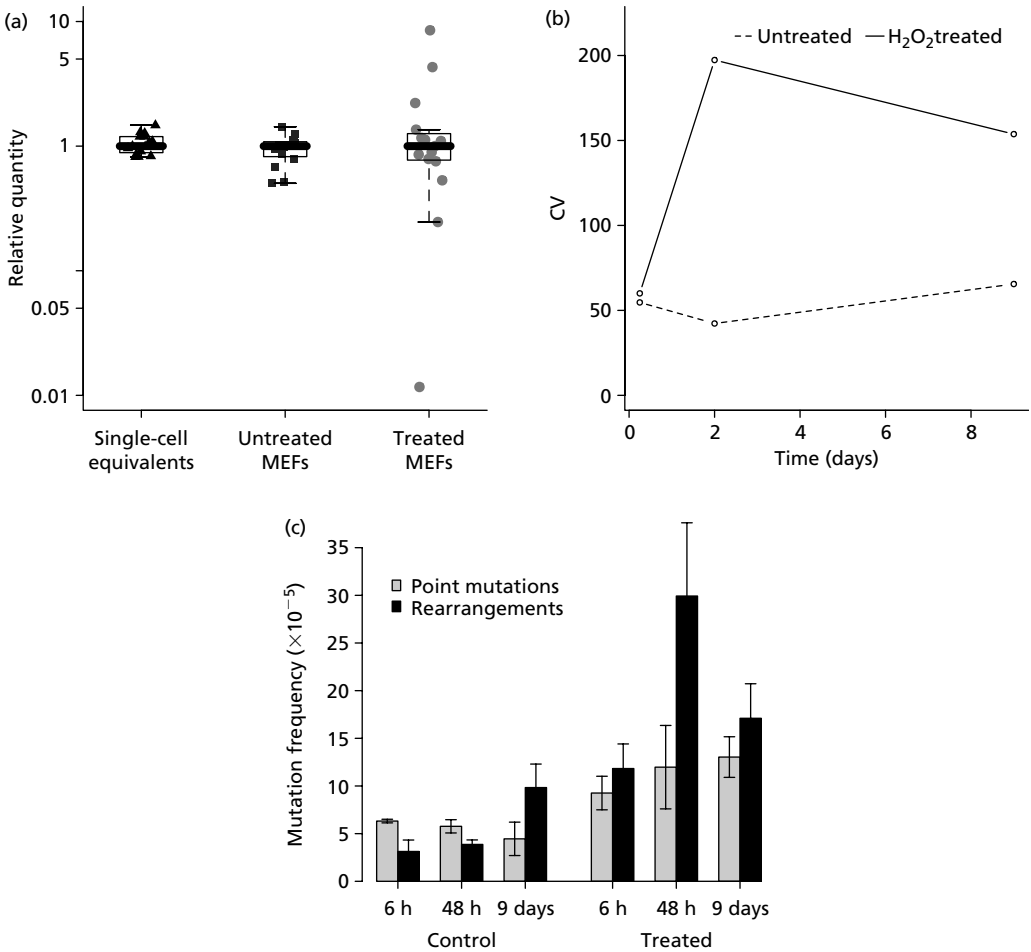 (a)
10
5
1
0.05
0.01
Relative quantity
Single-cell
equivalents
Untreated
MEFs
Treated
MEFs
(b)
Untreated
H₂O₂treated
200
150
100
50
0
CV
0 2 4 6 8
Time (days)
(c)
35
30
25
20
15
10
5
0
Mutation frequency (×10⁻⁵)
Point mutations
Rearrangements
6 h 48 h 9 days 6 h 48 h 9 days
Control Treated